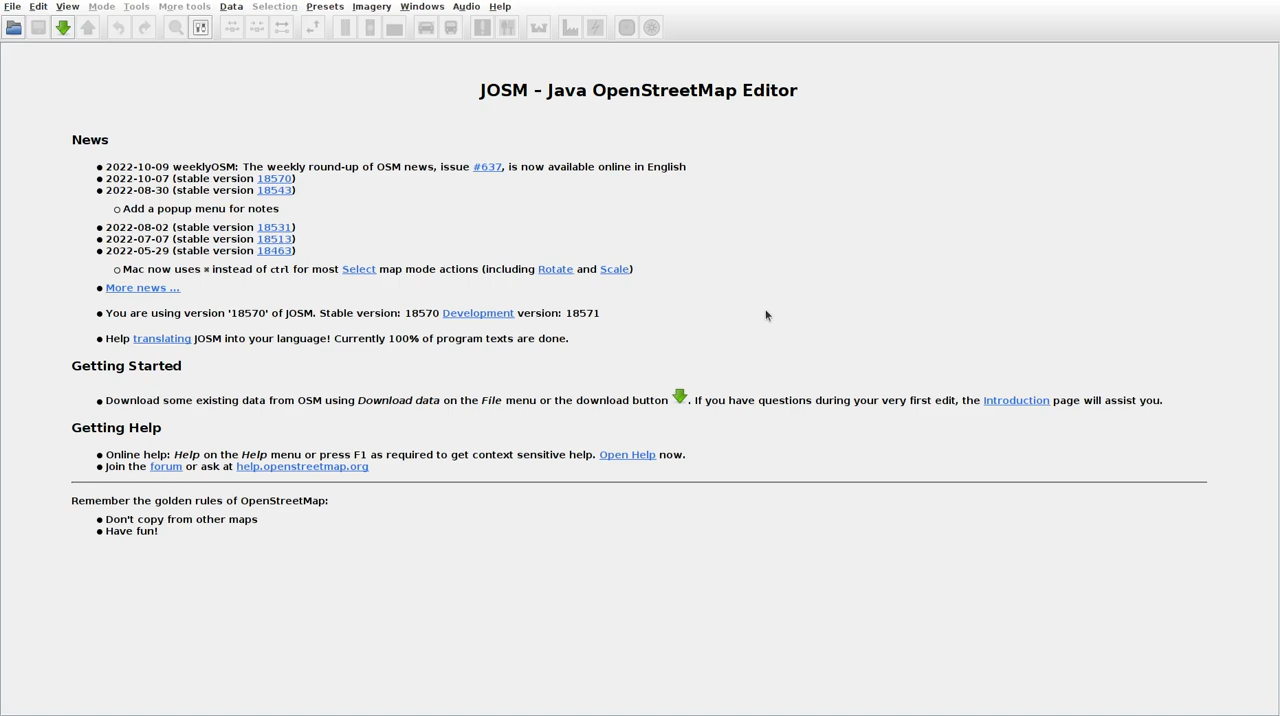 File Edit View Mode Tools More tools Data Selection Presets Imagery Windows Audio Help
JOSM – Java OpenStreetMap Editor
News
2022-10-09 weeklyOSM: The weekly round-up of OSM news, issue #637, is now available online in English
2022-10-07 (stable version 18570)
2022-08-30 (stable version 18543)
Add a popup menu for notes
2022-08-02 (stable version 18531)
2022-07-07 (stable version 18513)
2022-05-29 (stable version 18463)
Mac now uses ⌘ instead of ctrl for most Select map mode actions (including Rotate and Scale)
More news ...
You are using version '18570' of JOSM. Stable version: 18570 Development version: 18571
Help translating JOSM into your language! Currently 100% of program texts are done.
Getting Started
Download some existing data from OSM using Download data on the File menu or the download button . If you have questions during your very first edit, the Introduction page will assist you.
Getting Help
Online help: Help on the Help menu or press F1 as required to get context sensitive help. Open Help now.
Join the forum or ask at help.openstreetmap.org
Remember the golden rules of OpenStreetMap:
Don't copy from other maps
Have fun!